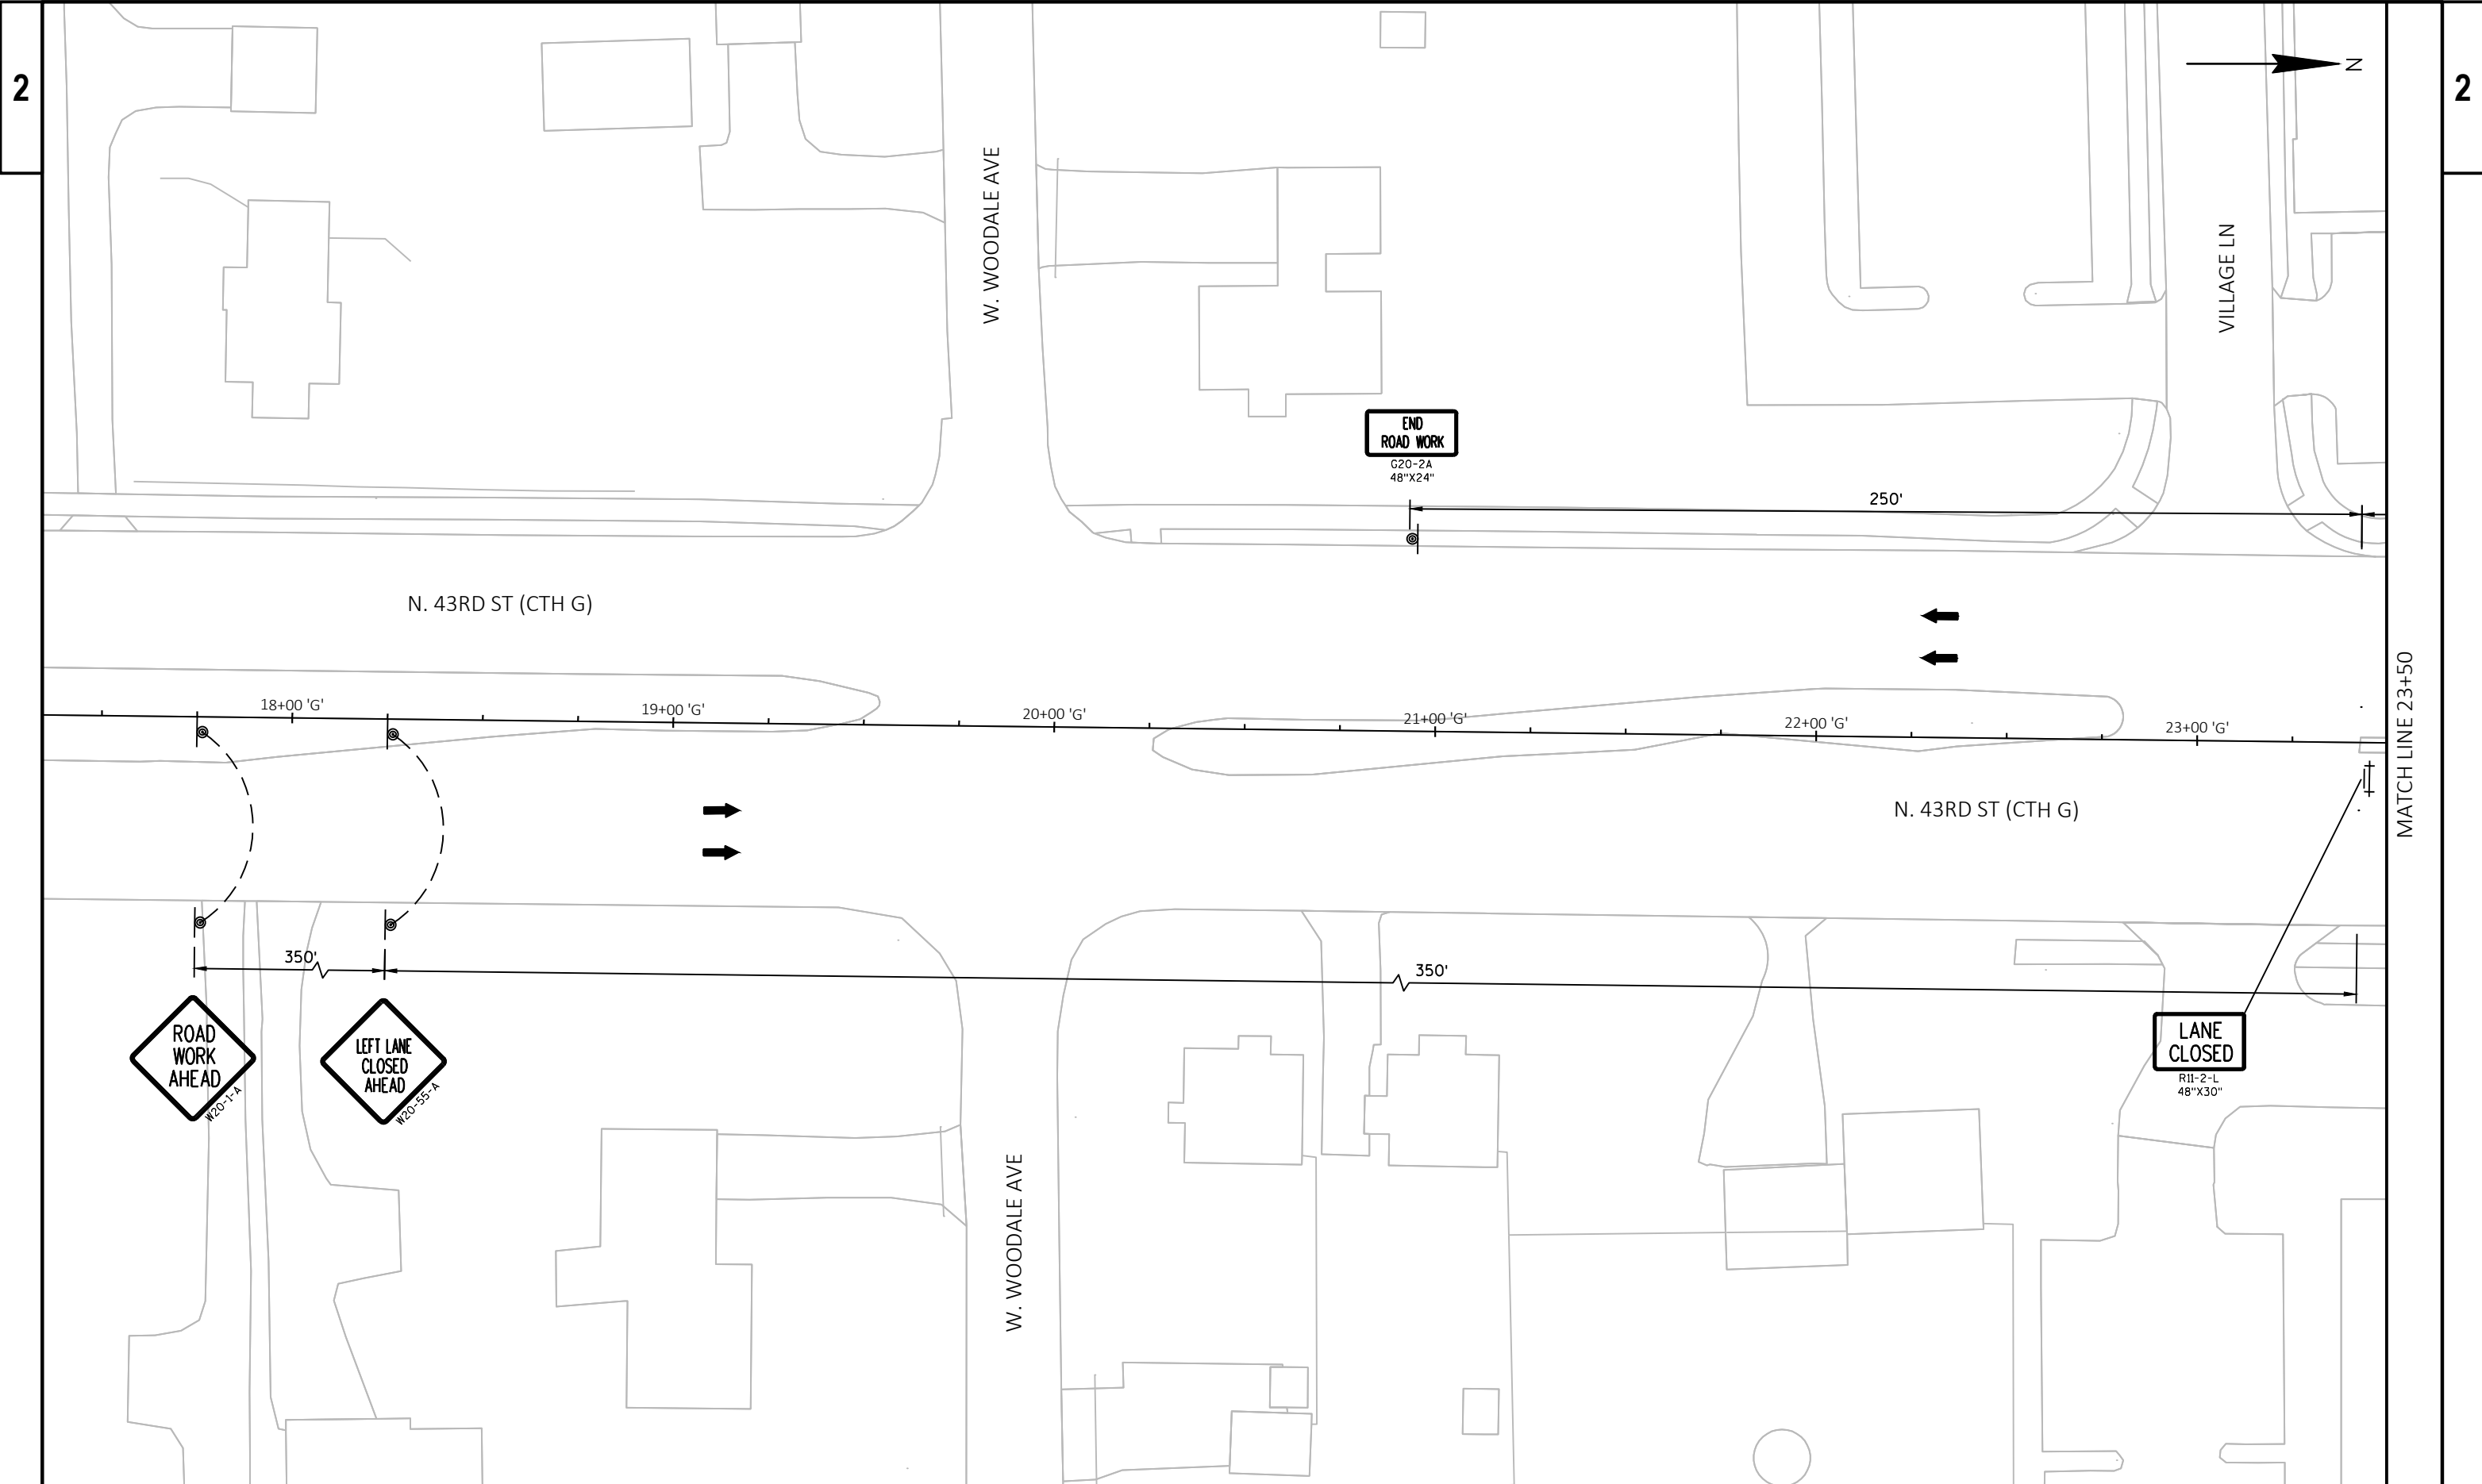 2
2
N
W. WOODALE AVE
VILLAGE LN
END
ROAD WORK
G20-2A
48"X24"
250'
N. 43RD ST (CTH G)
MATCH LINE 23+50
18+00 'G'
19+00 'G'
20+00 'G'
21+00 'G'
22+00 'G'
23+00 'G'
N. 43RD ST (CTH G)
350'
350'
ROAD
WORK
AHEAD
W20-1-A
LEFT LANE
CLOSED
AHEAD
W20-55-A
LANE
CLOSED
R11-2-L
48"X30"
W. WOODALE AVE